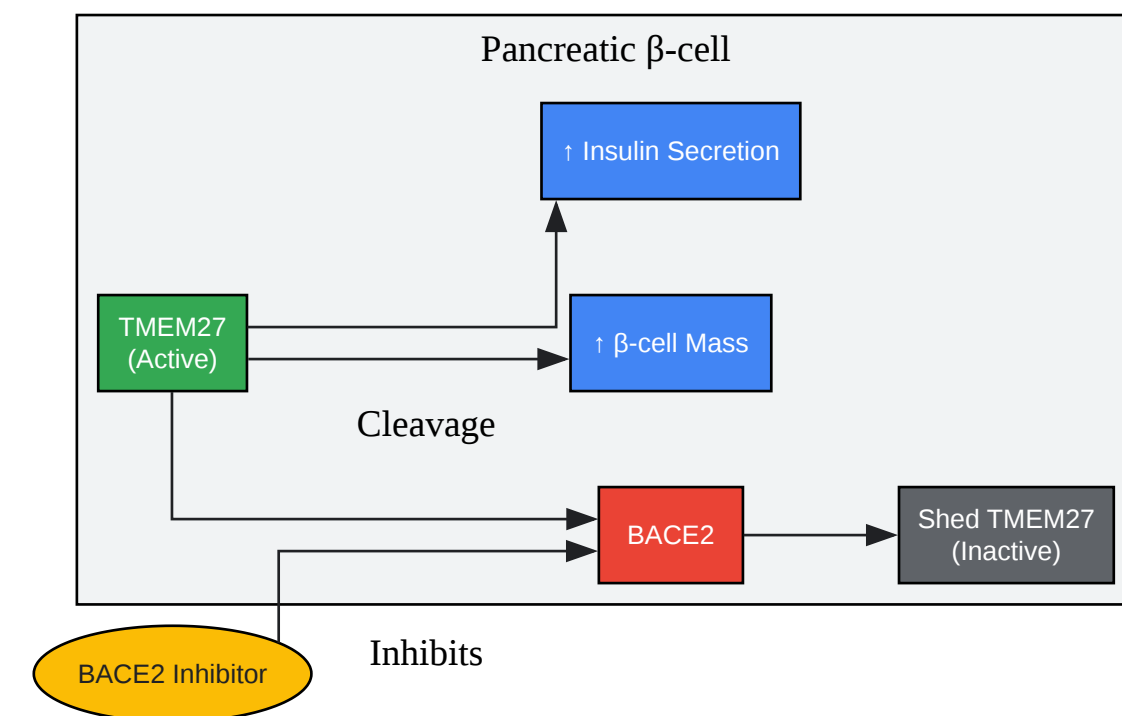 Pancreatic β-cell
↑ Insulin Secretion
TMEM27
(Active)
↑ β-cell Mass
Cleavage
BACE2
Shed TMEM27
(Inactive)
Inhibits
BACE2 Inhibitor